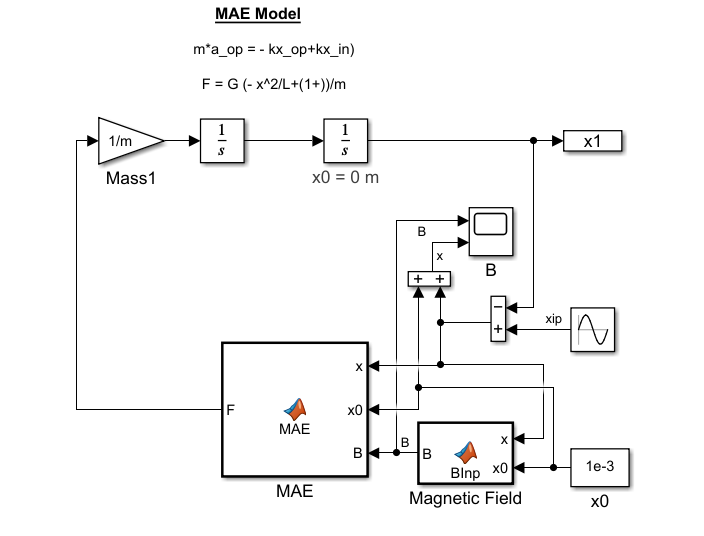 MAE Model
m*a_op = - kx_op+kx_in)
F = G (- x^2/L+(1+))/m
1/m
1
s
1
s
x1
Mass1
x0 = 0 m
B
x
B
+ +
−
+
xip
x
F
x0
MAE
B
MAE
B
B
x
BInp
x0
Magnetic Field
1e-3
x0